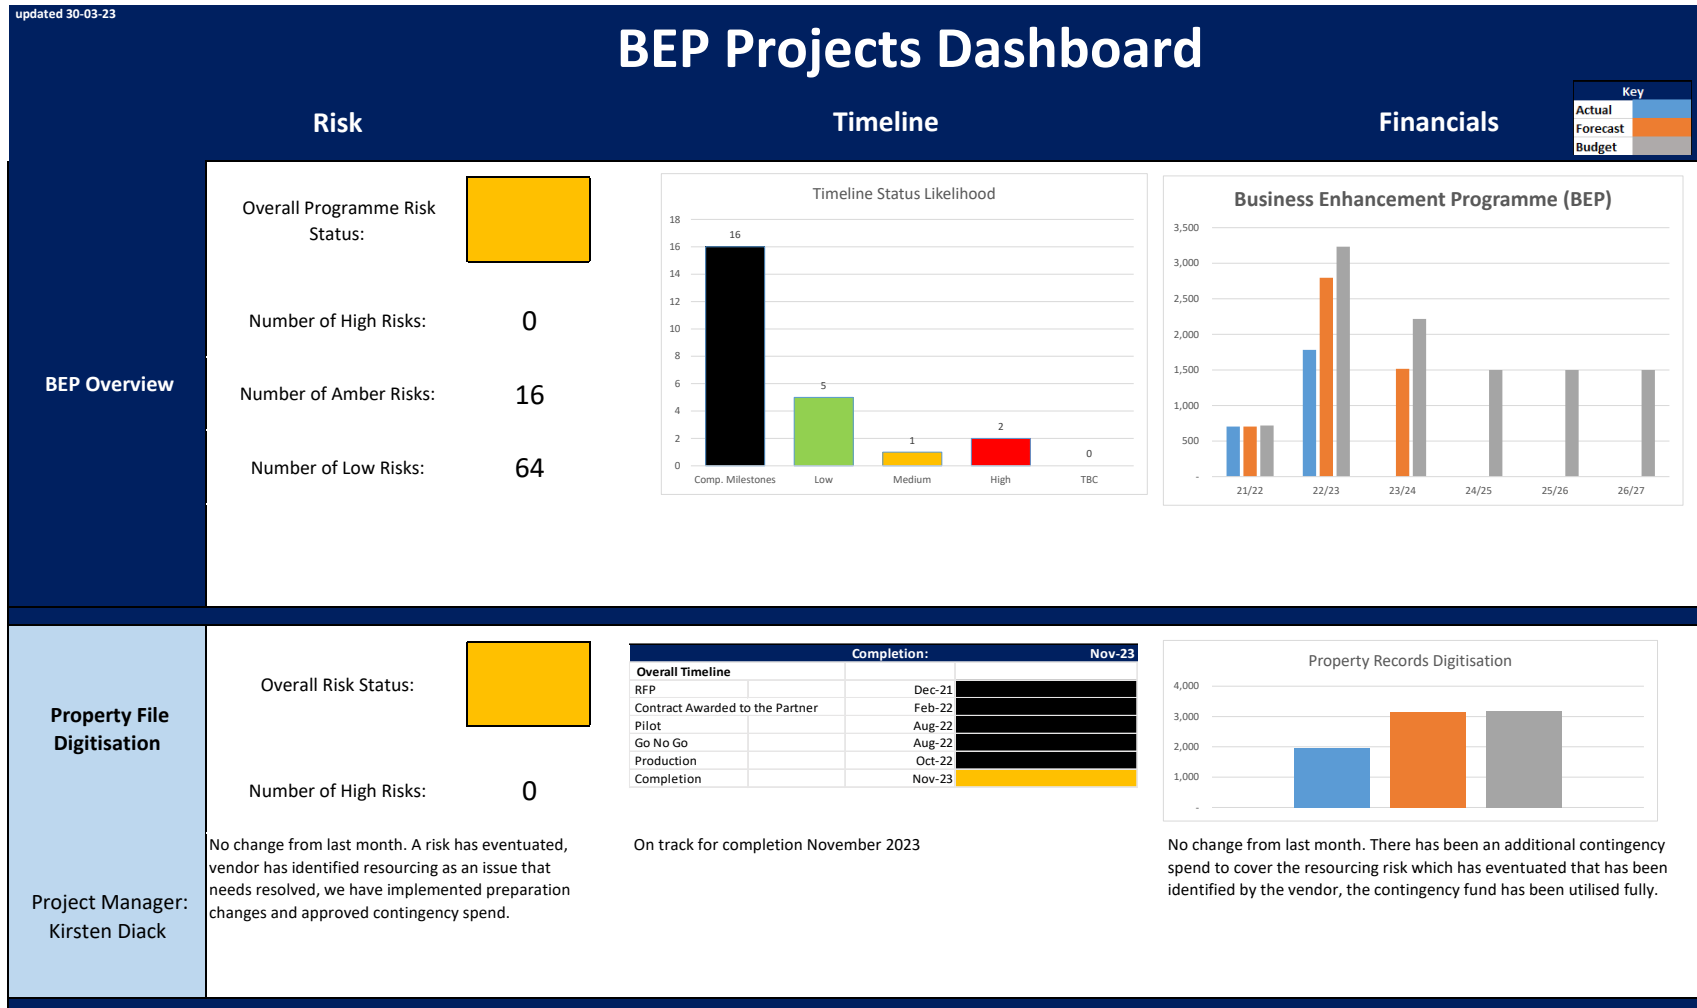 updated 30-03-23
BEP Projects Dashboard
Risk
Timeline
Financials
Key
Actual
Forecast
Budget
BEP Overview
Overall Programme Risk
Status:
Number of High Risks:
0
Number of Amber Risks:
16
Number of Low Risks:
64
Timeline Status Likelihood
18
16
14
12
10
8
6
4
2
0
16
5
1
2
0
Comp. Milestones
Low
Medium
High
TBC
Business Enhancement Programme (BEP)
3,500
3,000
2,500
2,000
1,500
1,000
500
-
21/22
22/23
23/24
24/25
25/26
26/27
Property File
Digitisation
Project Manager:
Kirsten Diack
Overall Risk Status:
Number of High Risks:
0
No change from last month. A risk has eventuated,
vendor has identified resourcing as an issue that
needs resolved, we have implemented preparation
changes and approved contingency spend.
Completion: Nov-23
Overall Timeline
RFP Dec-21
Contract Awarded to the Partner Feb-22
Pilot Aug-22
Go No Go Aug-22
Production Oct-22
Completion Nov-23
On track for completion November 2023
Property Records Digitisation
4,000
3,000
2,000
1,000
-
No change from last month. There has been an additional contingency
spend to cover the resourcing risk which has eventuated that has been
identified by the vendor, the contingency fund has been utilised fully.